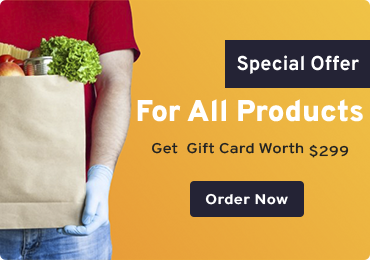 Special Offer
For All Products
Get Gift Card Worth $299
Order Now